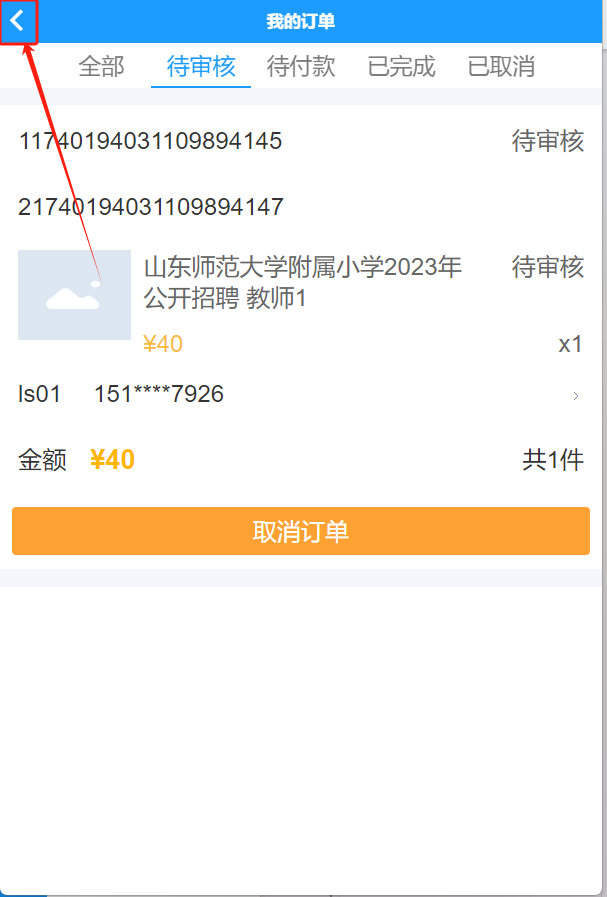 我的订单
全部 待审核 待付款 已完成 已取消
11740194031109894145 待审核
21740194031109894147
山东师范大学附属小学2023年 待审核
公开招聘 教师1
¥40 x1
ls01 151****7926
金额 ¥40 共1件
取消订单